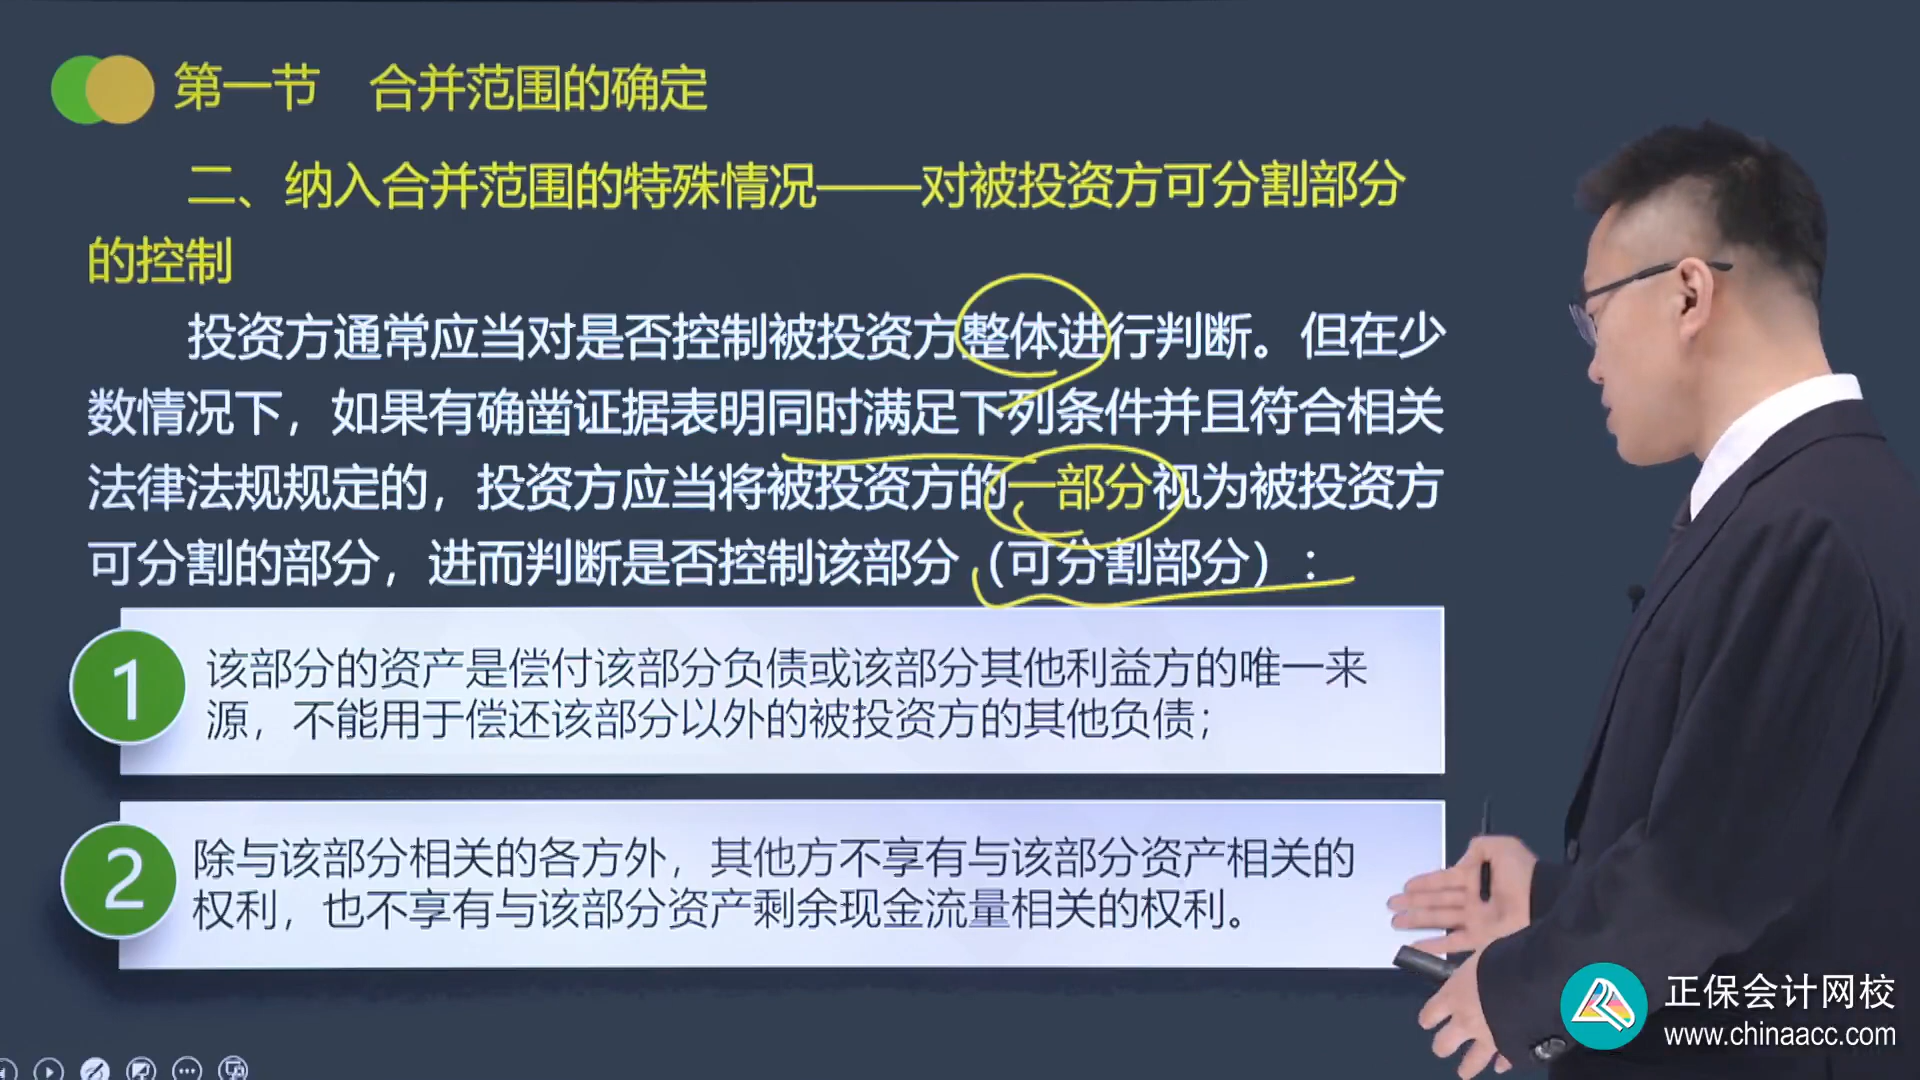 第一节 合并范围的确定
二、纳入合并范围的特殊情况——对被投资方可分割部分
的控制
投资方通常应当对是否控制被投资方整体进行判断。但在少
数情况下，如果有确凿证据表明同时满足下列条件并且符合相关
法律法规规定的，投资方应当将被投资方的一部分视为被投资方
可分割的部分，进而判断是否控制该部分（可分割部分）：
1
该部分的资产是偿付该部分负债或该部分其他利益方的唯一来
源，不能用于偿还该部分以外的被投资方的其他负债；
2
除与该部分相关的各方外，其他方不享有与该部分资产相关的
权利，也不享有与该部分资产剩余现金流量相关的权利。
正保会计网校
www.chinaacc.com